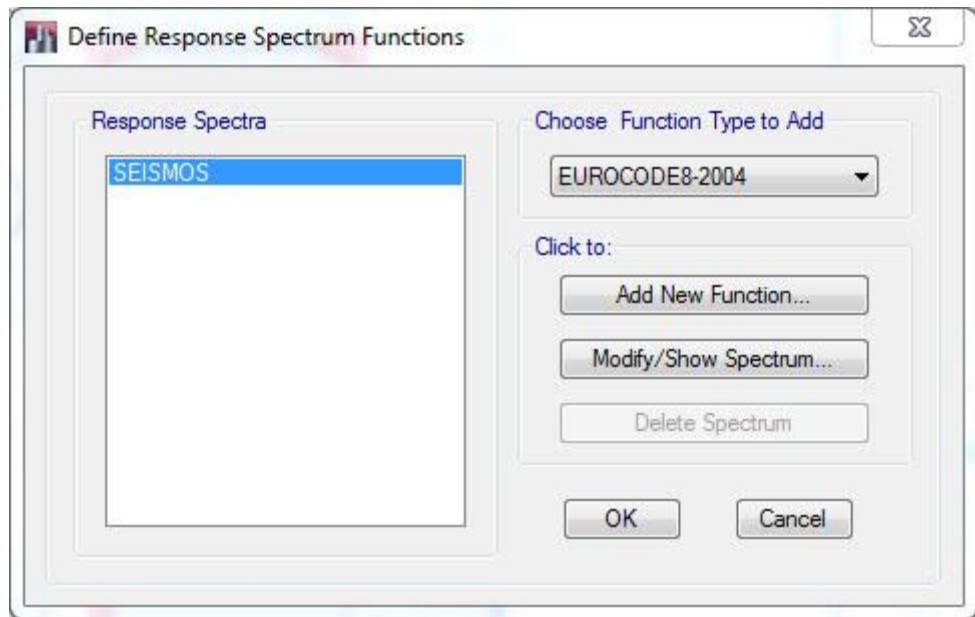 Define Response Spectrum Functions
Response Spectra
SEISMOS
Choose Function Type to Add
EUROCODE8-2004
Click to:
Add New Function...
Modify/Show Spectrum...
Delete Spectrum
OK
Cancel